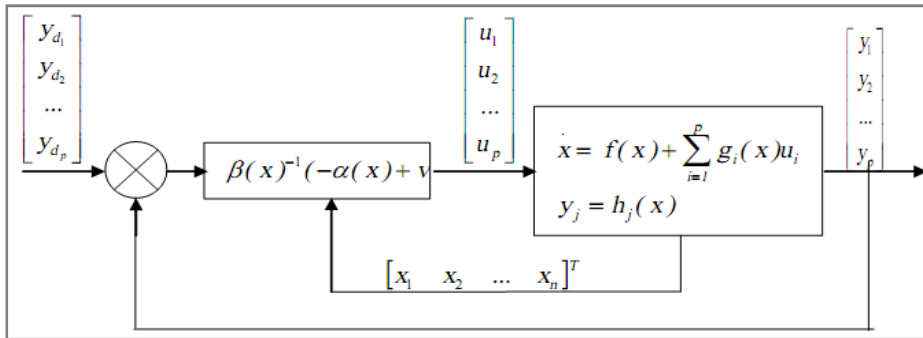 y_{d_1}
y_{d_2}
...
y_{d_p}
u_1
u_2
...
u_p
y_1
y_2
...
y_p
β(x)^{-1}(-α(x)+v
ẋ = f(x)+∑_{i=1}^{p} g_i(x)u_i
y_j = h_j(x)
[x_1 x_2 ... x_n]^T